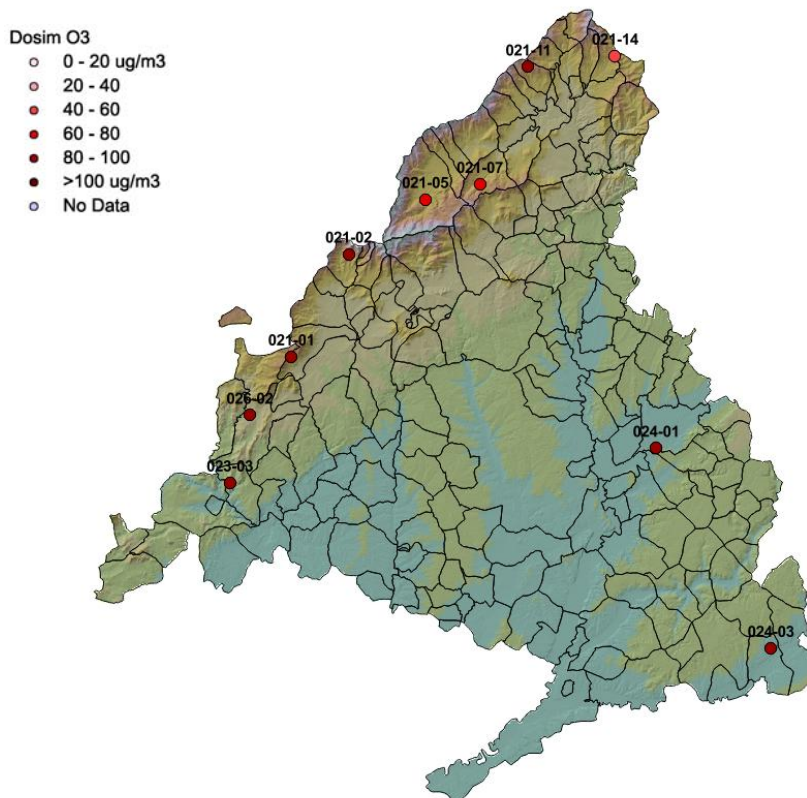 Dosim O3
0 - 20 ug/m3
20 - 40
40 - 60
60 - 80
80 - 100
>100 ug/m3
No Data
021-14
021-11
021-07
021-05
021-02
021-01
026-02
024-01
023-03
024-03